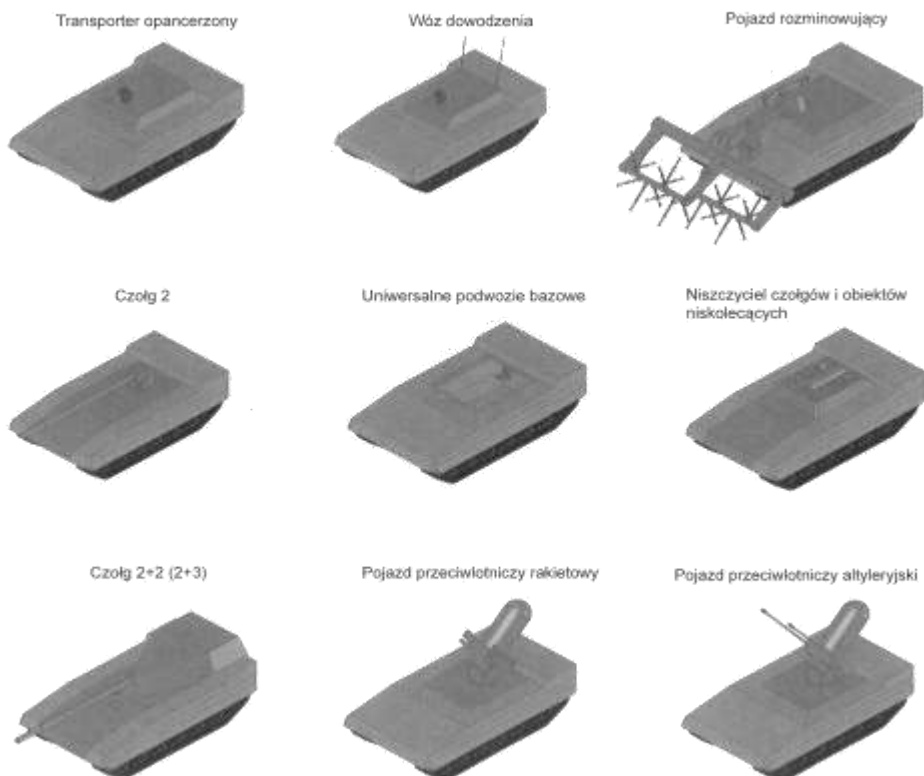 Transporter opancerzony
Wóz dowodzenia
Pojazd rozminowujący
Czołg 2
Uniwersalne podwozie bazowe
Niszczyciel czołgów i obiektów
niskolecących
Czołg 2+2 (2+3)
Pojazd przeciwlotniczy rakietowy
Pojazd przeciwlotniczy altyleryjski